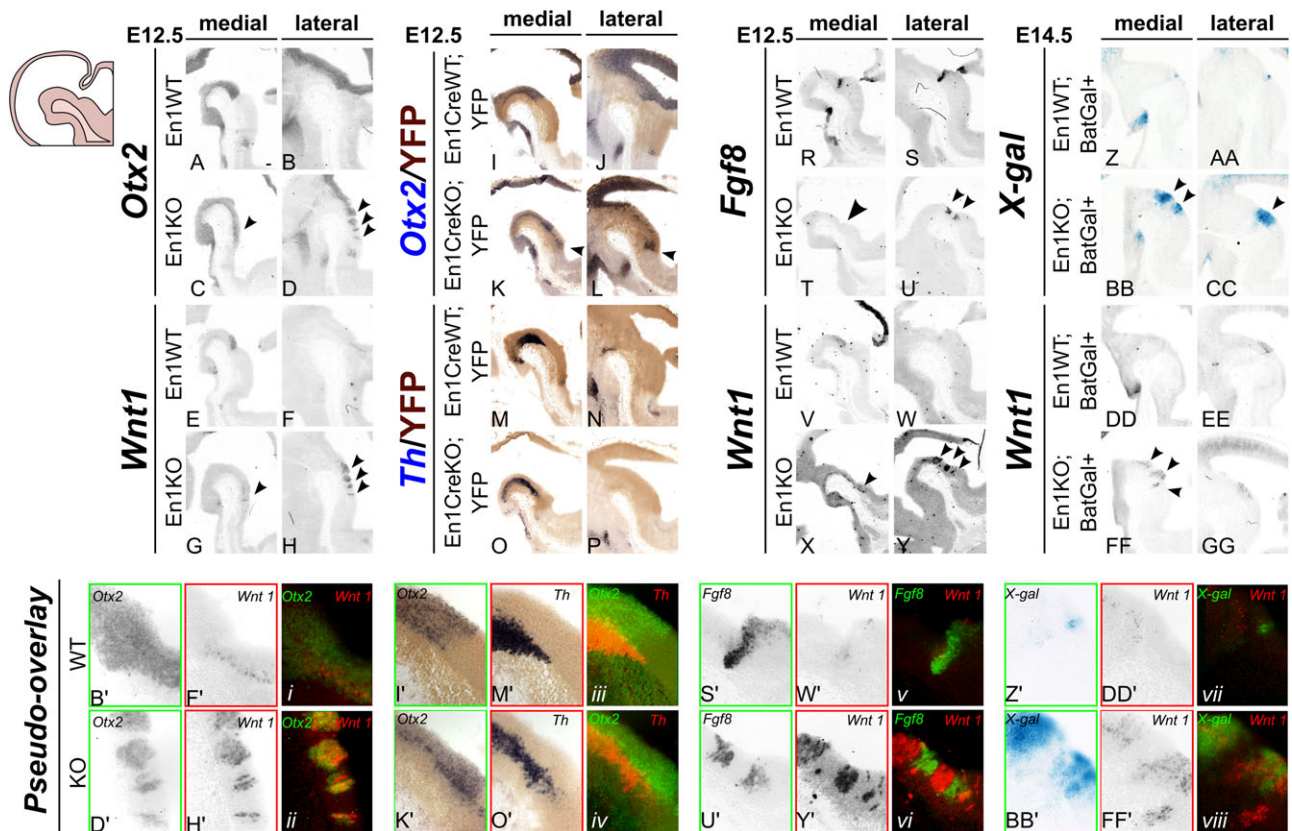 medial lateral
E12.5
Otx2
En1WT
A B
En1KO
C D
Wnt1
En1WT
E F
En1KO
G H
medial lateral
E12.5
Otx2/YFP
En1CreWT;
YFP
I J
En1CreKO;
YFP
K L
Th/YFP
En1CreWT;
YFP
M N
En1CreKO;
YFP
O P
medial lateral
E12.5
Fgf8
En1WT
R S
En1KO
T U
Wnt1
En1WT
V W
En1KO
X Y
medial lateral
E14.5
X-gal
En1WT;
BatGal+
Z AA
En1KO;
BatGal+
BB CC
Wnt1
En1WT;
BatGal+
DD EE
En1KO;
BatGal+
FF GG
Pseudo-overlay
WT
Otx2 Wnt 1 Otx2 Wnt 1
B' F' i
Th Otx2 Th
I' M' iii
Fgf8 Wnt 1 Fgf8 Wnt 1
S' W' v
X-gal Wnt 1 X-gal Wnt 1
Z' DD' vii
KO
Otx2 Wnt 1 Otx2 Wnt 1
D' H' ii
Otx2 Th Otx2 Th
K' O' iv
Fgf8 Wnt 1 Fgf8 Wnt 1
U' Y' vi
X-gal Wnt 1 X-gal Wnt 1
BB' FF' viii